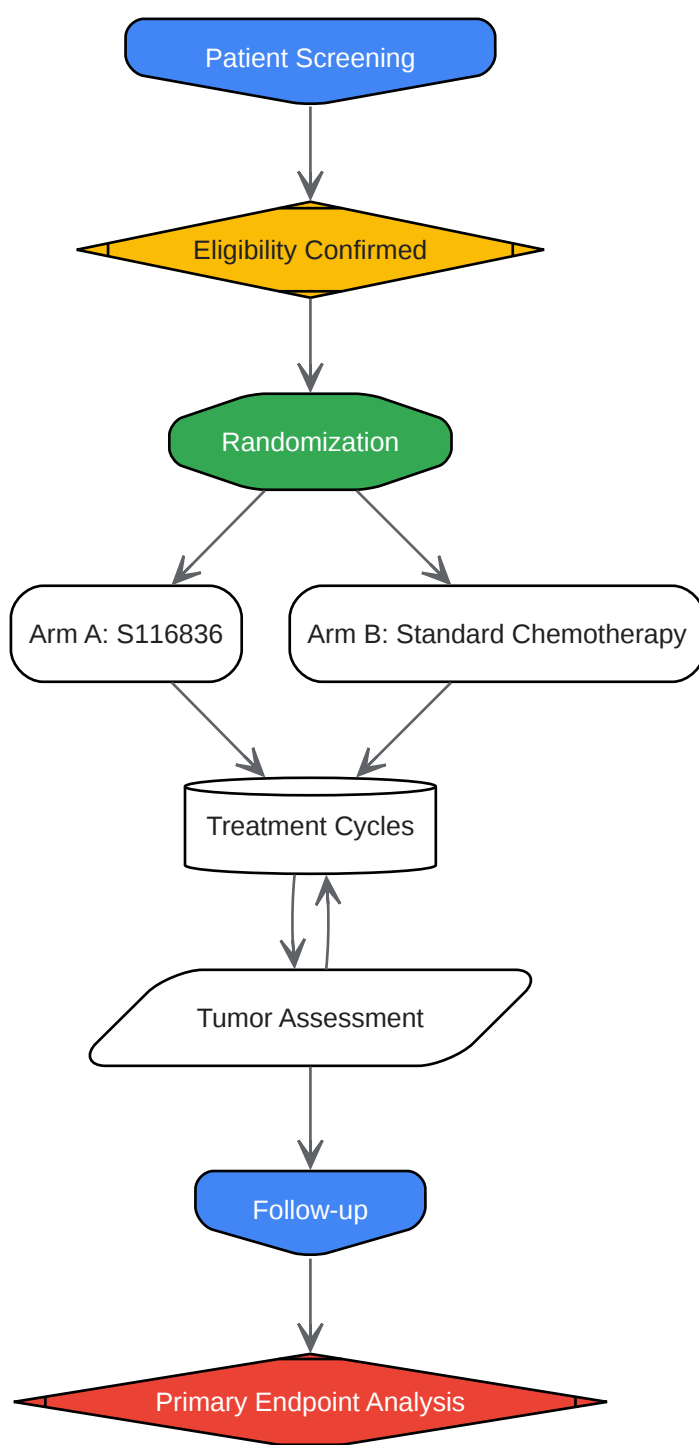 Patient Screening
Eligibility Confirmed
Randomization
Arm A: S116836
Arm B: Standard Chemotherapy
Treatment Cycles
Tumor Assessment
Follow-up
Primary Endpoint Analysis